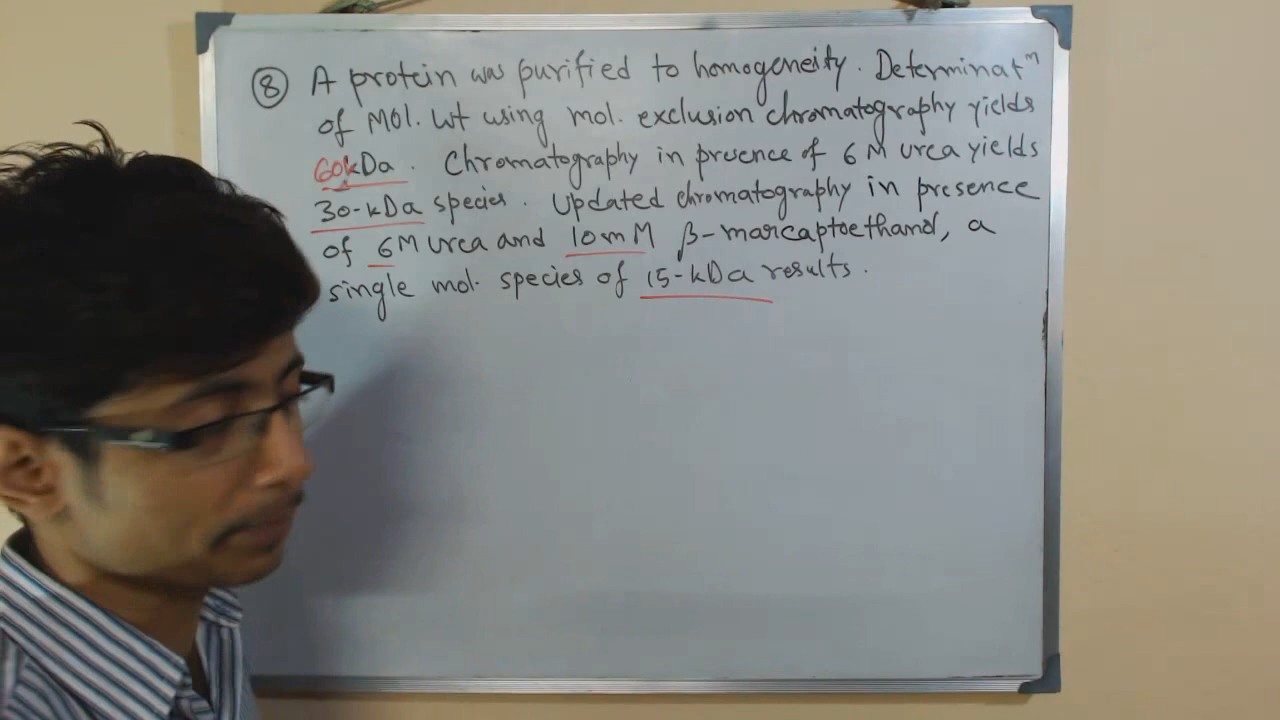 ⑧ A protein was purified to homogeneity. Determinatⁿ
of Mol. wt using mol. exclusion chromatography yields
60kDa. Chromatography in presence of 6M urea yields
30-kDa species. Updated chromatography in presence
of 6M urea and 10mM β-marcaptoethanol, a
single mol. species of 15-kDa results.